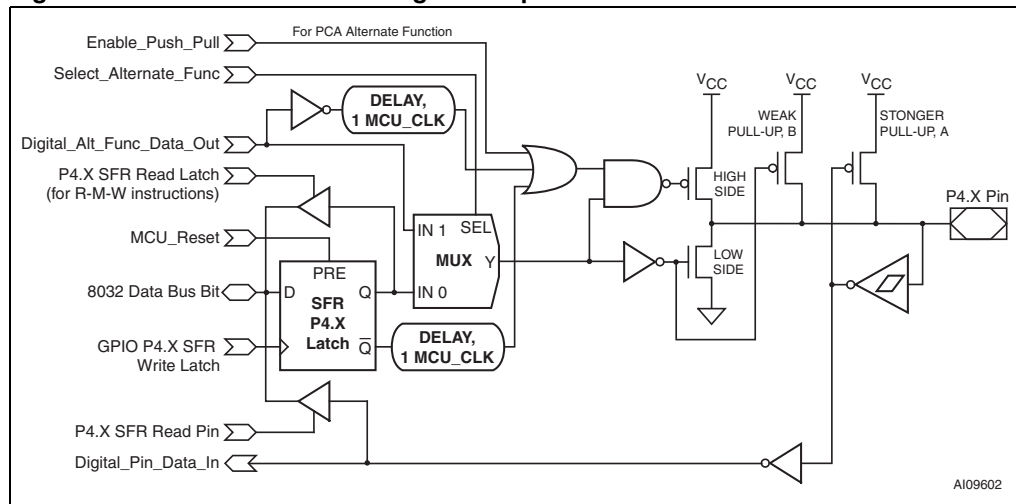 For PCA Alternate Function
Enable_Push_Pull
Select_Alternate_Func
DELAY,
1 MCU_CLK
Digital_Alt_Func_Data_Out
P4.X SFR Read Latch
(for R-M-W instructions)
MCU_Reset
8032 Data Bus Bit
GPIO P4.X SFR
Write Latch
P4.X SFR Read Pin
Digital_Pin_Data_In
PRE
D
Q
SFR
P4.X
Latch
Q
DELAY,
1 MCU_CLK
IN 1
SEL
MUX
Y
IN 0
VCC
HIGH
SIDE
LOW
SIDE
VCC
WEAK
PULL-UP, B
VCC
STONGER
PULL-UP, A
P4.X Pin
AI09602